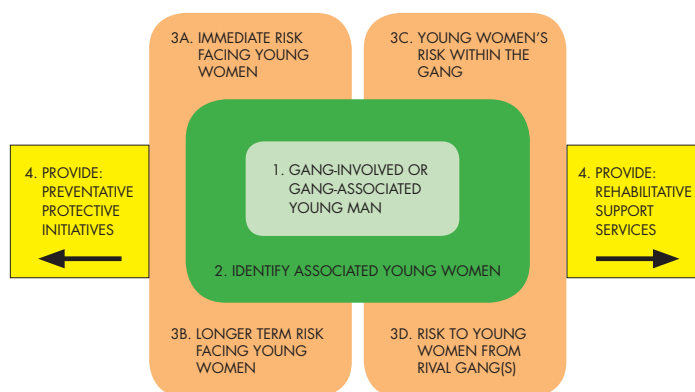 3A. IMMEDIATE RISK
FACING YOUNG
WOMEN
3C. YOUNG WOMEN'S
RISK WITHIN THE
GANG
1. GANG-INVOLVED OR
GANG-ASSOCIATED
YOUNG MAN
4. PROVIDE:
PREVENTATIVE
PROTECTIVE
INITIATIVES
4. PROVIDE:
REHABILITATIVE
SUPPORT
SERVICES
2. IDENTIFY ASSOCIATED YOUNG WOMEN
3B. LONGER TERM RISK
FACING YOUNG
WOMEN
3D. RISK TO YOUNG
WOMEN FROM
RIVAL GANG(S)